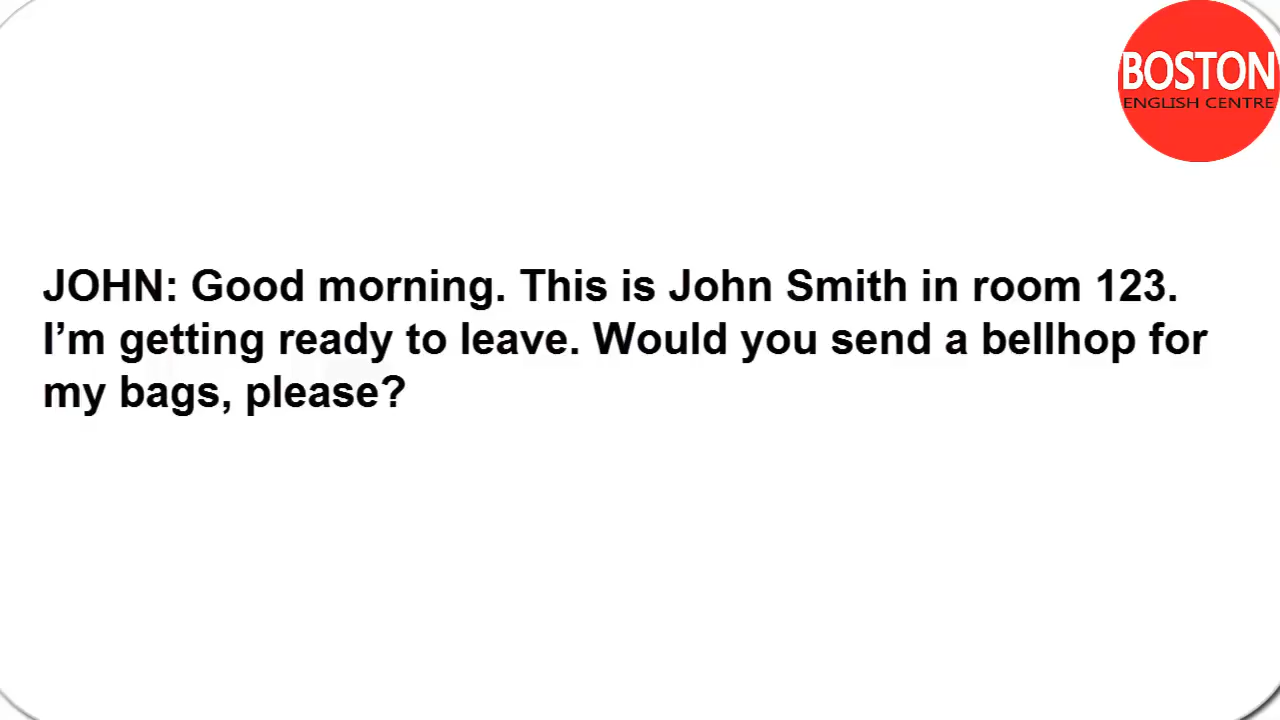 BOSTON
ENGLISH CENTRE
JOHN: Good morning. This is John Smith in room 123.
I’m getting ready to leave. Would you send a bellhop for
my bags, please?